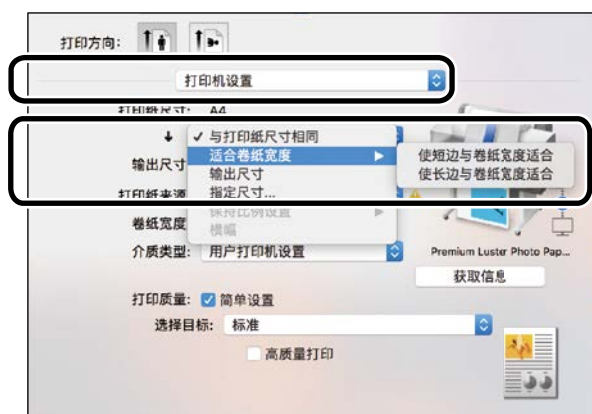 打印方向:
打印机设置
打印纸尺寸: A4
↓ ✓ 与打印纸尺寸相同
输出尺寸 适合卷纸宽度 ▶ 使短边与卷纸宽度适合
输出尺寸 使长边与卷纸宽度适合
打印纸来源 指定尺寸...
卷纸宽度 保持比例设置 ▶
横幅
介质类型: 用户打印机设置 Premium Luster Photo Pap...
获取信息
打印质量: 简单设置
选择目标: 标准
高质量打印